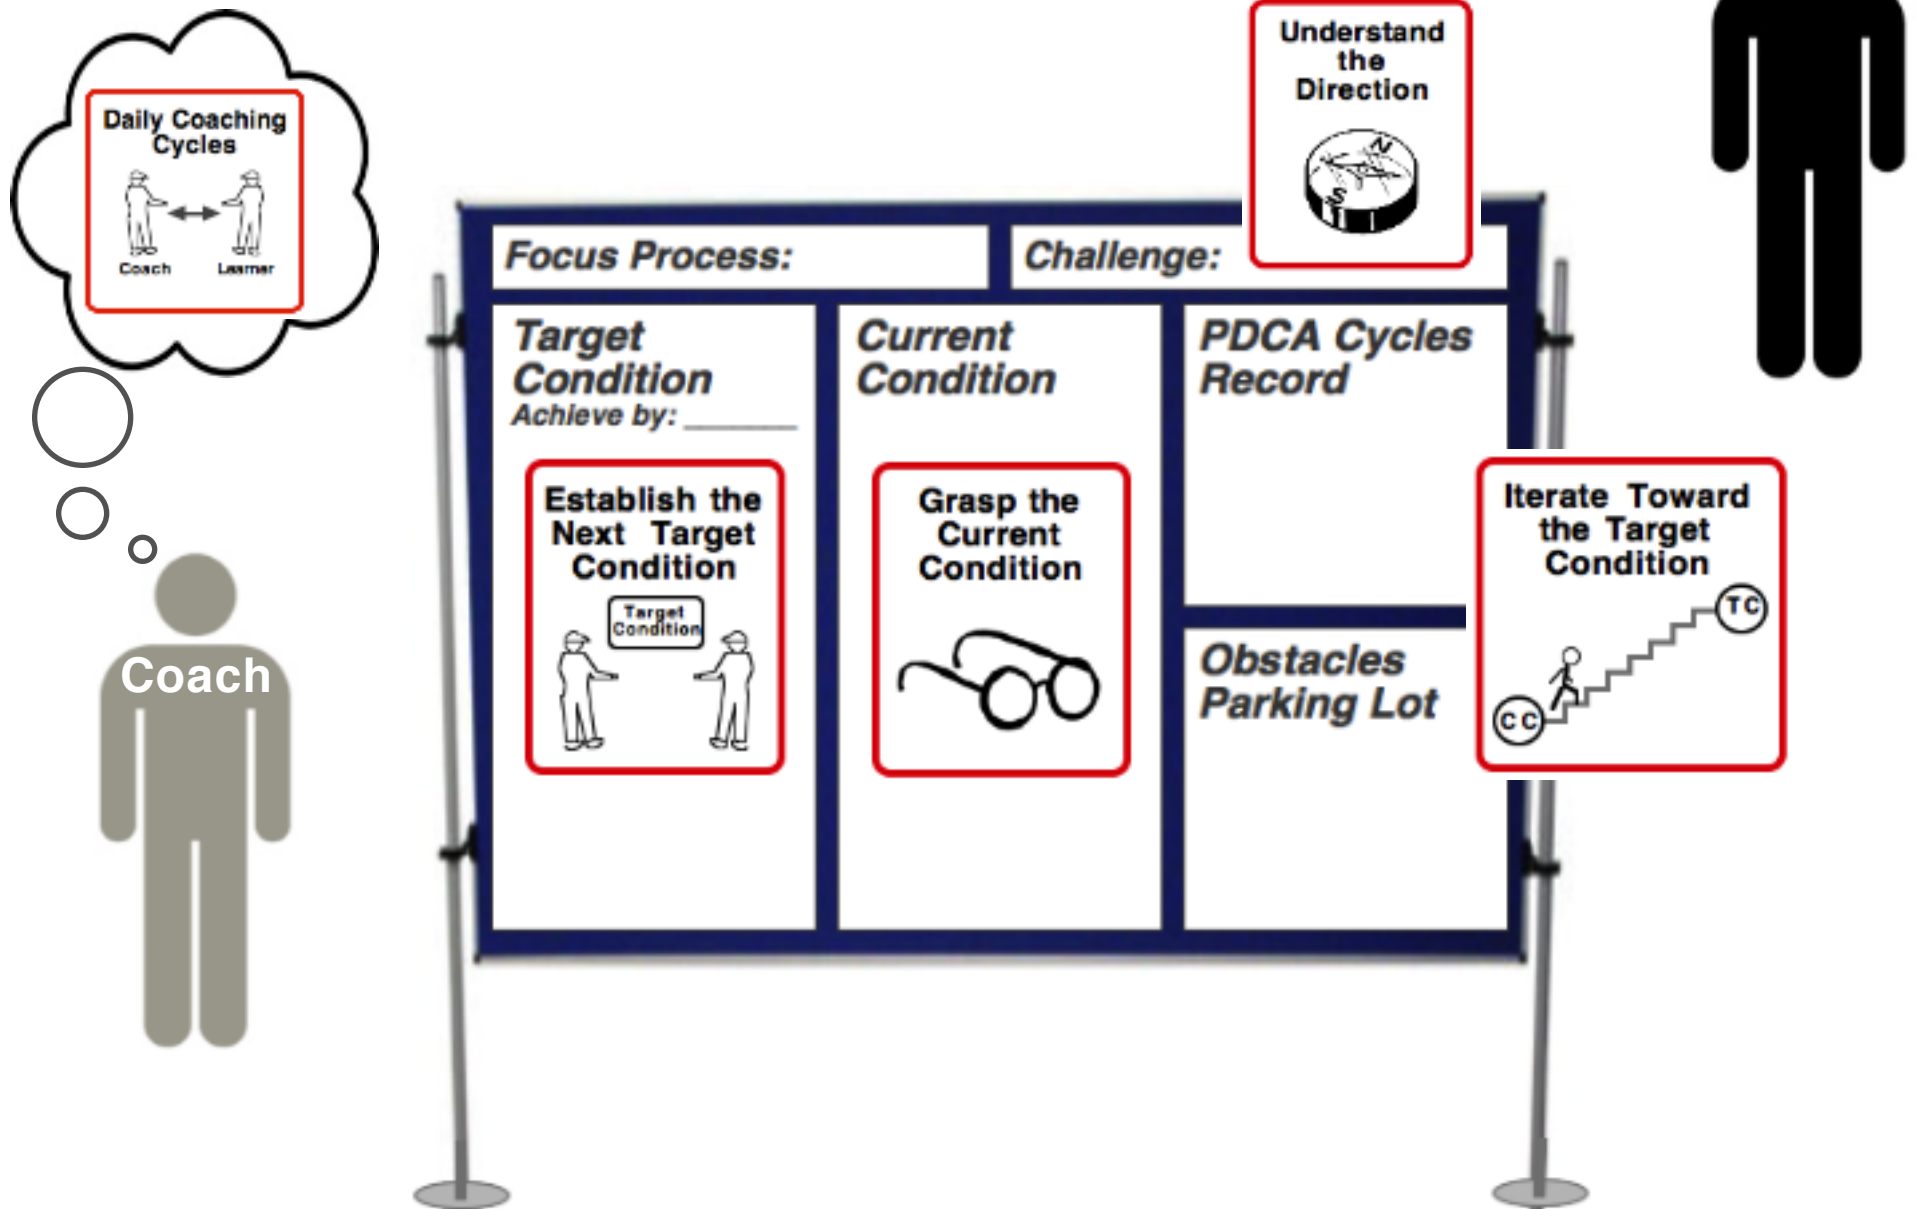 Daily Coaching
Cycles
Coach
Learner
Coach
Understand
the
Direction
N
S
Focus Process:
Challenge:
Target
Condition
Achieve by: _______
Establish the
Next Target
Condition
Target
Condition
Current
Condition
Grasp the
Current
Condition
PDCA Cycles
Record
Obstacles
Parking Lot
Iterate Toward
the Target
Condition
TC
CC